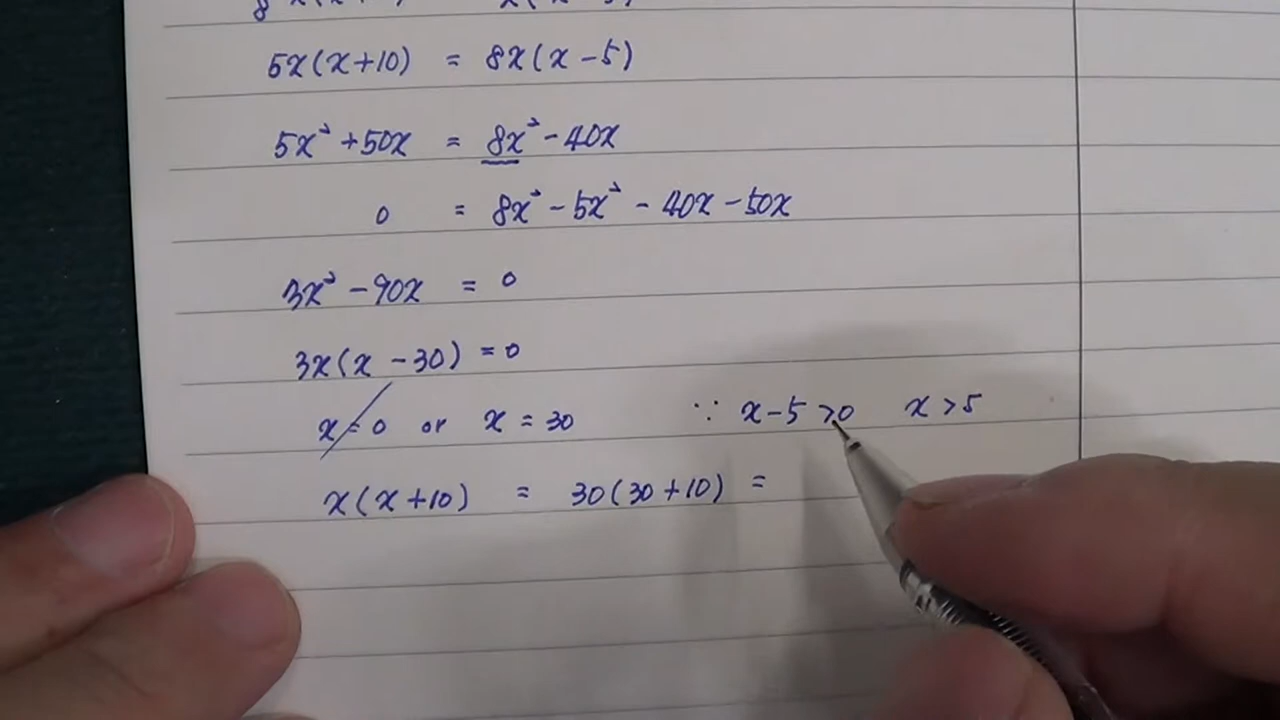 5x(x+10) = 8x(x-5)
5x²+50x = 8x²-40x
0 = 8x²-5x²-40x-50x
3x²-90x = 0
3x(x-30)=0
x=0 or x=30 ∵ x-5>0 x>5
x(x+10) = 30(30+10) =